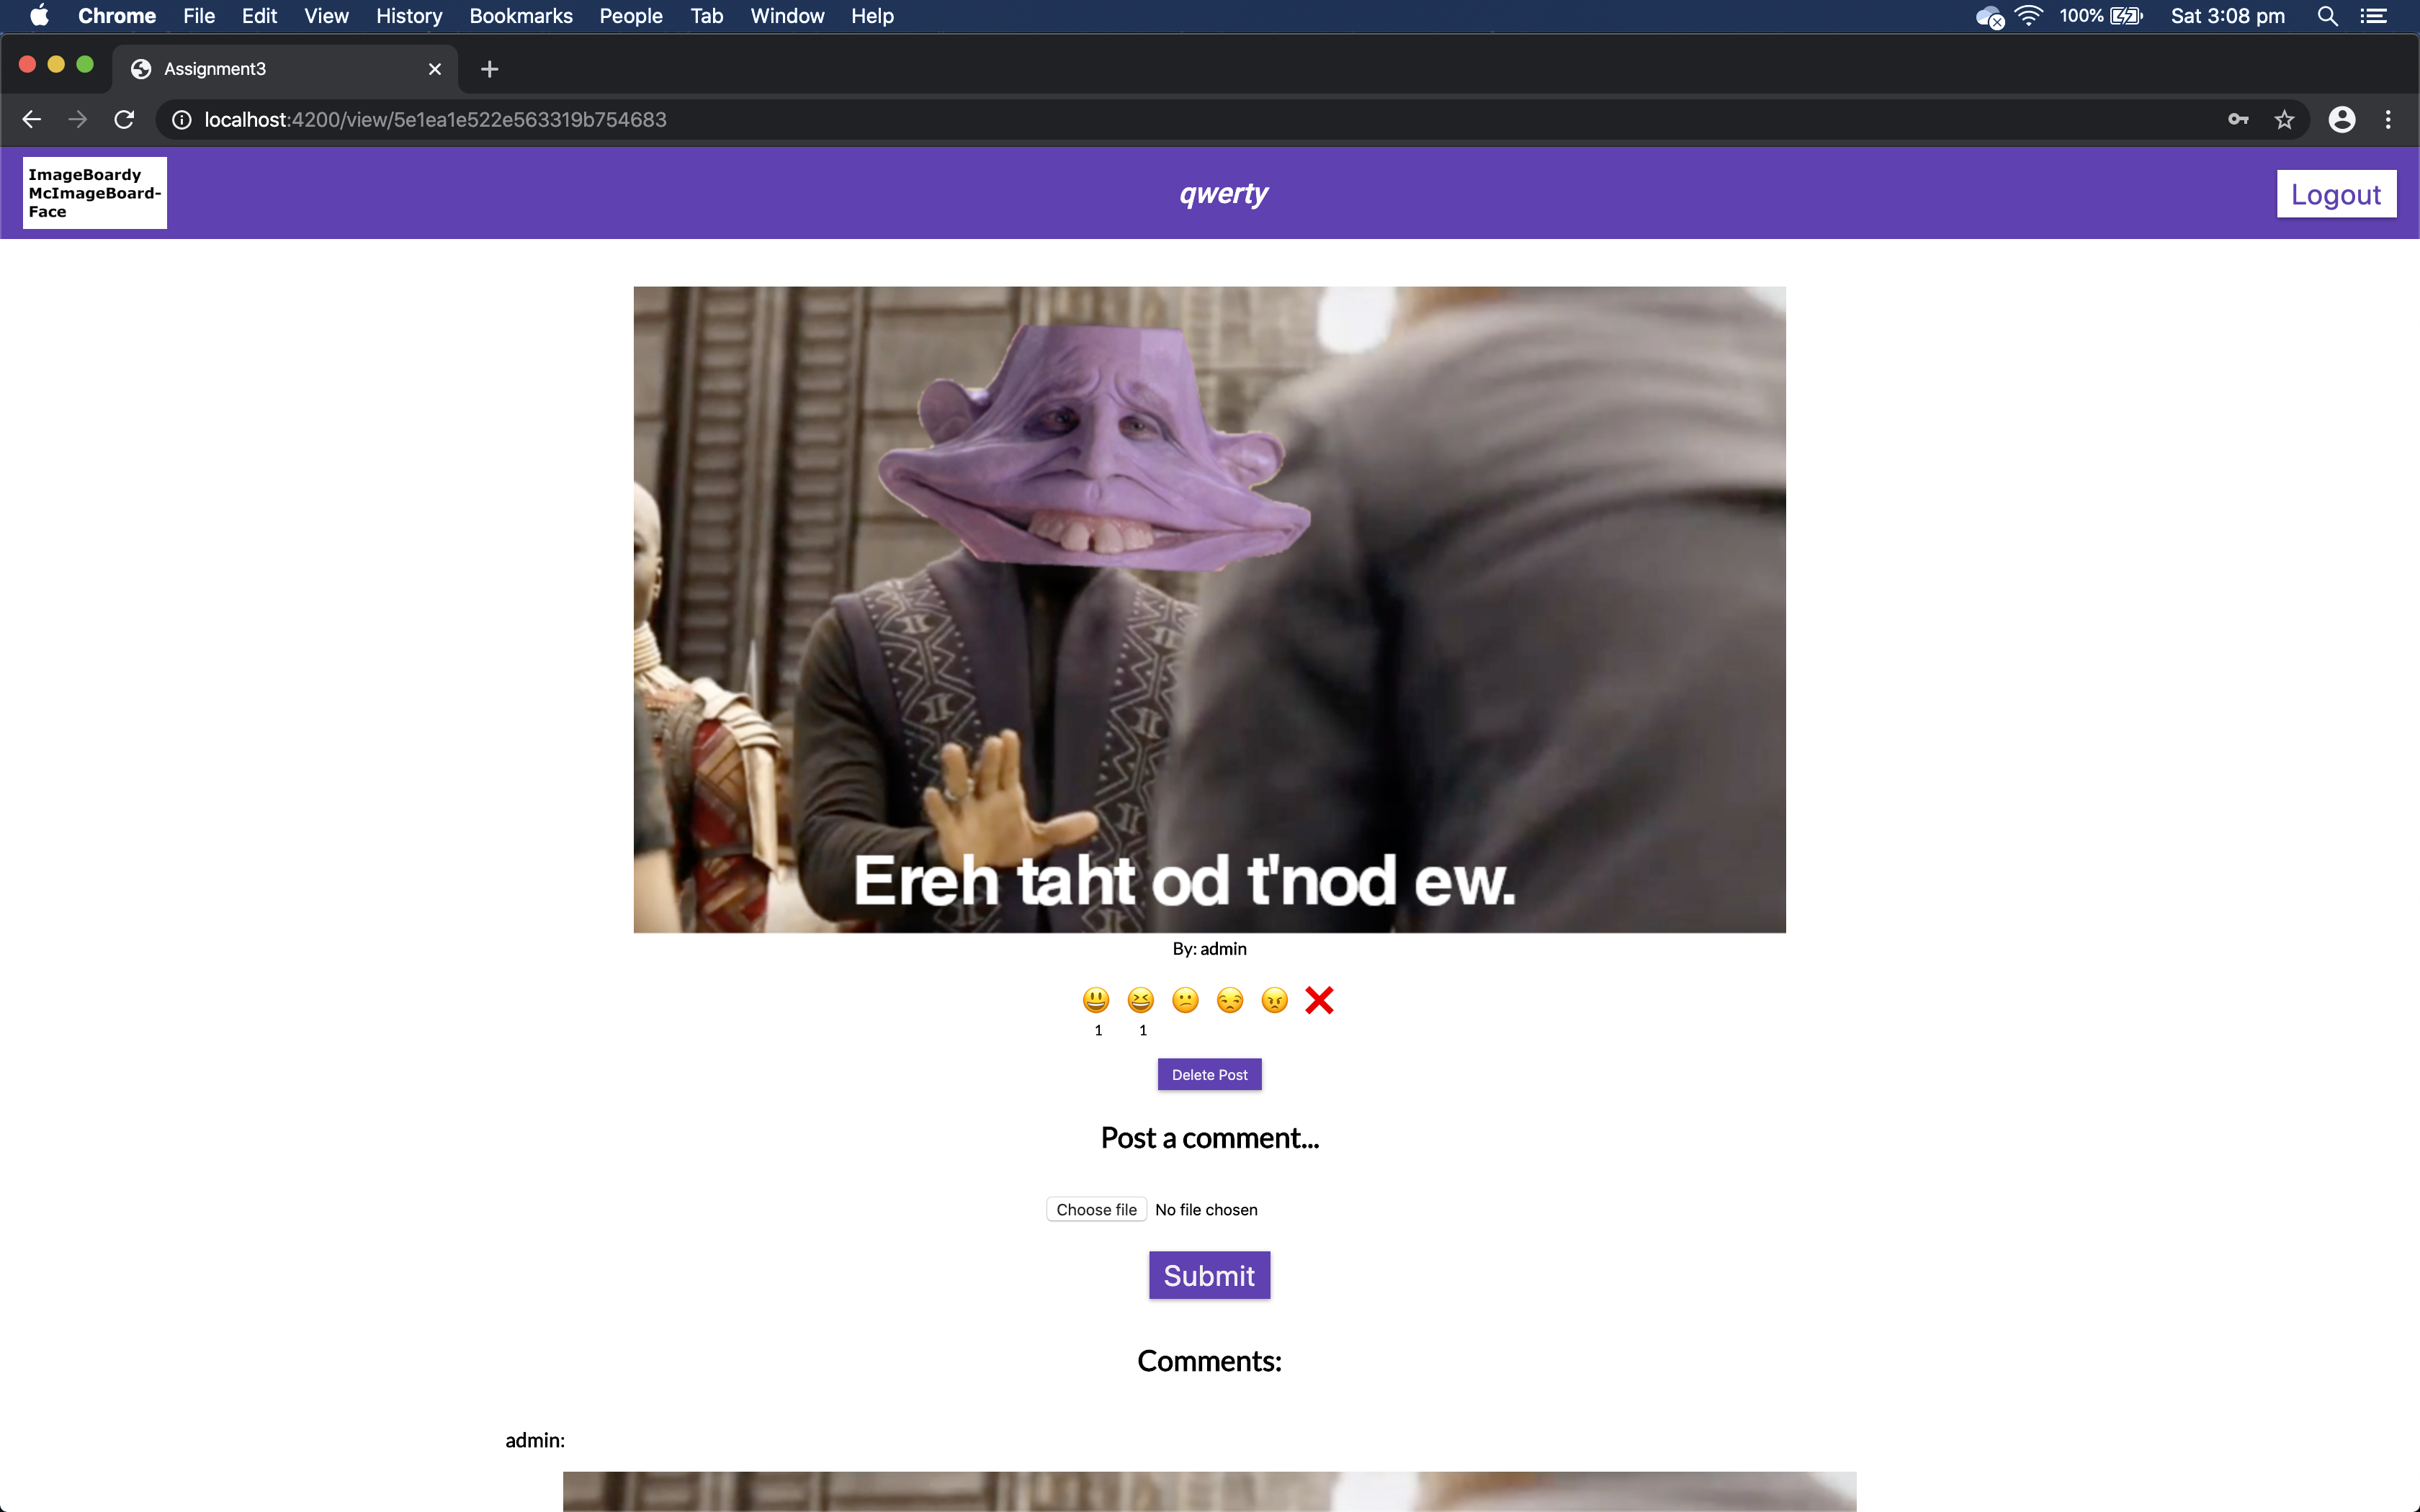 Chrome File Edit View History Bookmarks People Tab Window Help 100% Sat 3:08 pm
Assignment3
localhost:4200/view/5e1ea1e522e563319b754683
ImageBoardy
McImageBoard-
Face
qwerty
Logout
Ereh taht od t'nod ew.
By: admin
1 1
Delete Post
Post a comment...
Choose file No file chosen
Submit
Comments:
admin: